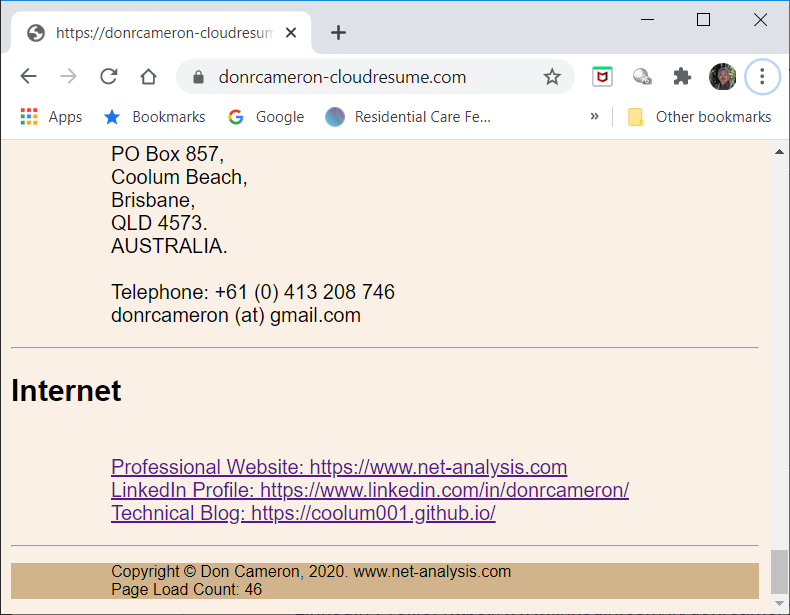 https://donrcameron-cloudresum
donrcameron-cloudresume.com
Apps
Bookmarks
Google
Residential Care Fe...
»
Other bookmarks
PO Box 857,
Coolum Beach,
Brisbane,
QLD 4573.
AUSTRALIA.
Telephone: +61 (0) 413 208 746
donrcameron (at) gmail.com
Internet
Professional Website: https://www.net-analysis.com
LinkedIn Profile: https://www.linkedin.com/in/donrcameron/
Technical Blog: https://coolum001.github.io/
Copyright © Don Cameron, 2020. www.net-analysis.com
Page Load Count: 46